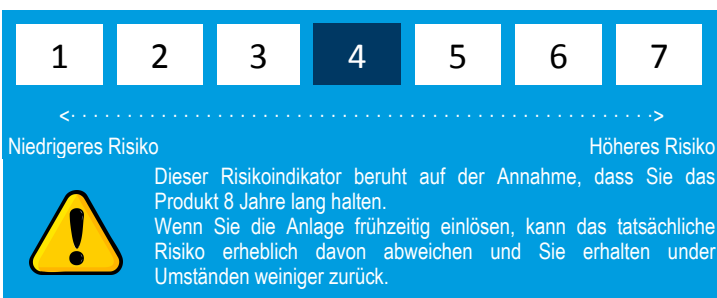 1 2 3 4 5 6 7
<· · · · · · · · · · · · · · · · · · · · · · · · · · · · · · · · · · · · · · · · · · · · · · · · · · · ·>
Niedrigeres Risiko Höheres Risiko
Dieser Risikoindikator beruht auf der Annahme, dass Sie das
Produkt 8 Jahre lang halten.
Wenn Sie die Anlage frühzeitig einlösen, kann das tatsächliche
Risiko erheblich davon abweichen und Sie erhalten under
Umständen weiniger zurück.